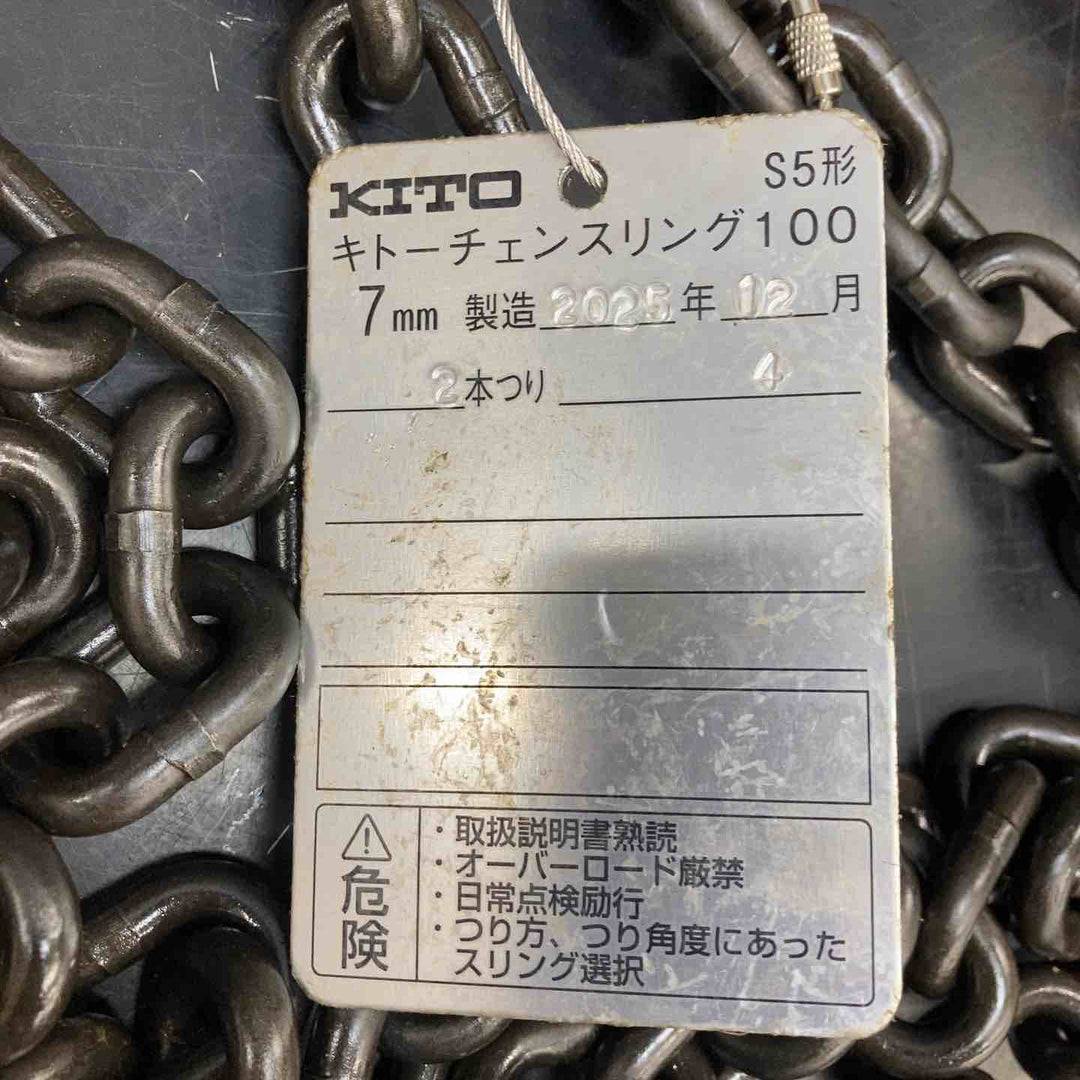 KITO S5形
キトーチェンスリング100
7mm 製造 2025 年 12 月
2 本つり 4
危険
・取扱説明書熟読
・オーバーロード厳禁
・日常点検励行
・つり方、つり角度にあった
スリング選択